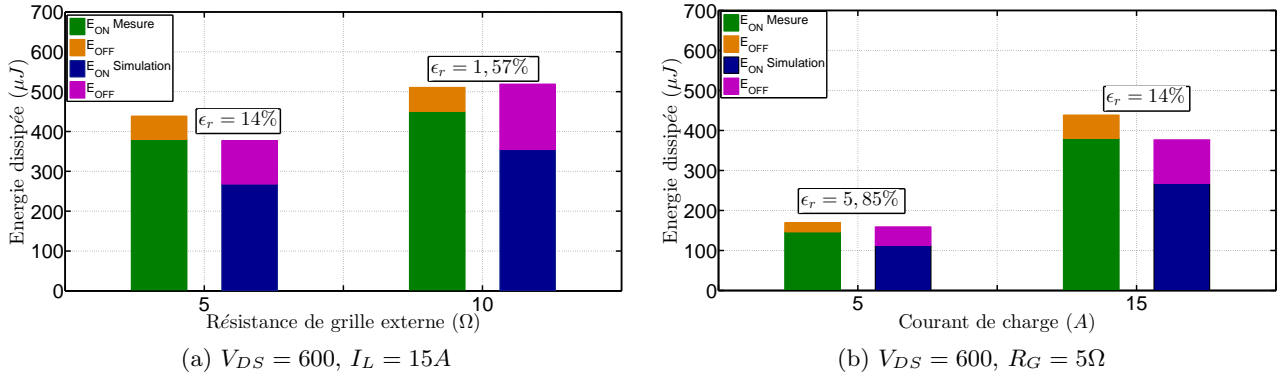 E_ON Mesure
E_OFF
E_ON Simulation
E_OFF
ϵ_r = 14%
ϵ_r = 1,57%
Energie dissipée (μJ)
700
600
500
400
300
200
100
0
5
10
Résistance de grille externe (Ω)
(a) V_DS = 600, I_L = 15A
E_ON Mesure
E_OFF
E_ON Simulation
E_OFF
ϵ_r = 5,85%
ϵ_r = 14%
Energie dissipée (μJ)
700
600
500
400
300
200
100
0
5
15
Courant de charge (A)
(b) V_DS = 600, R_G = 5Ω